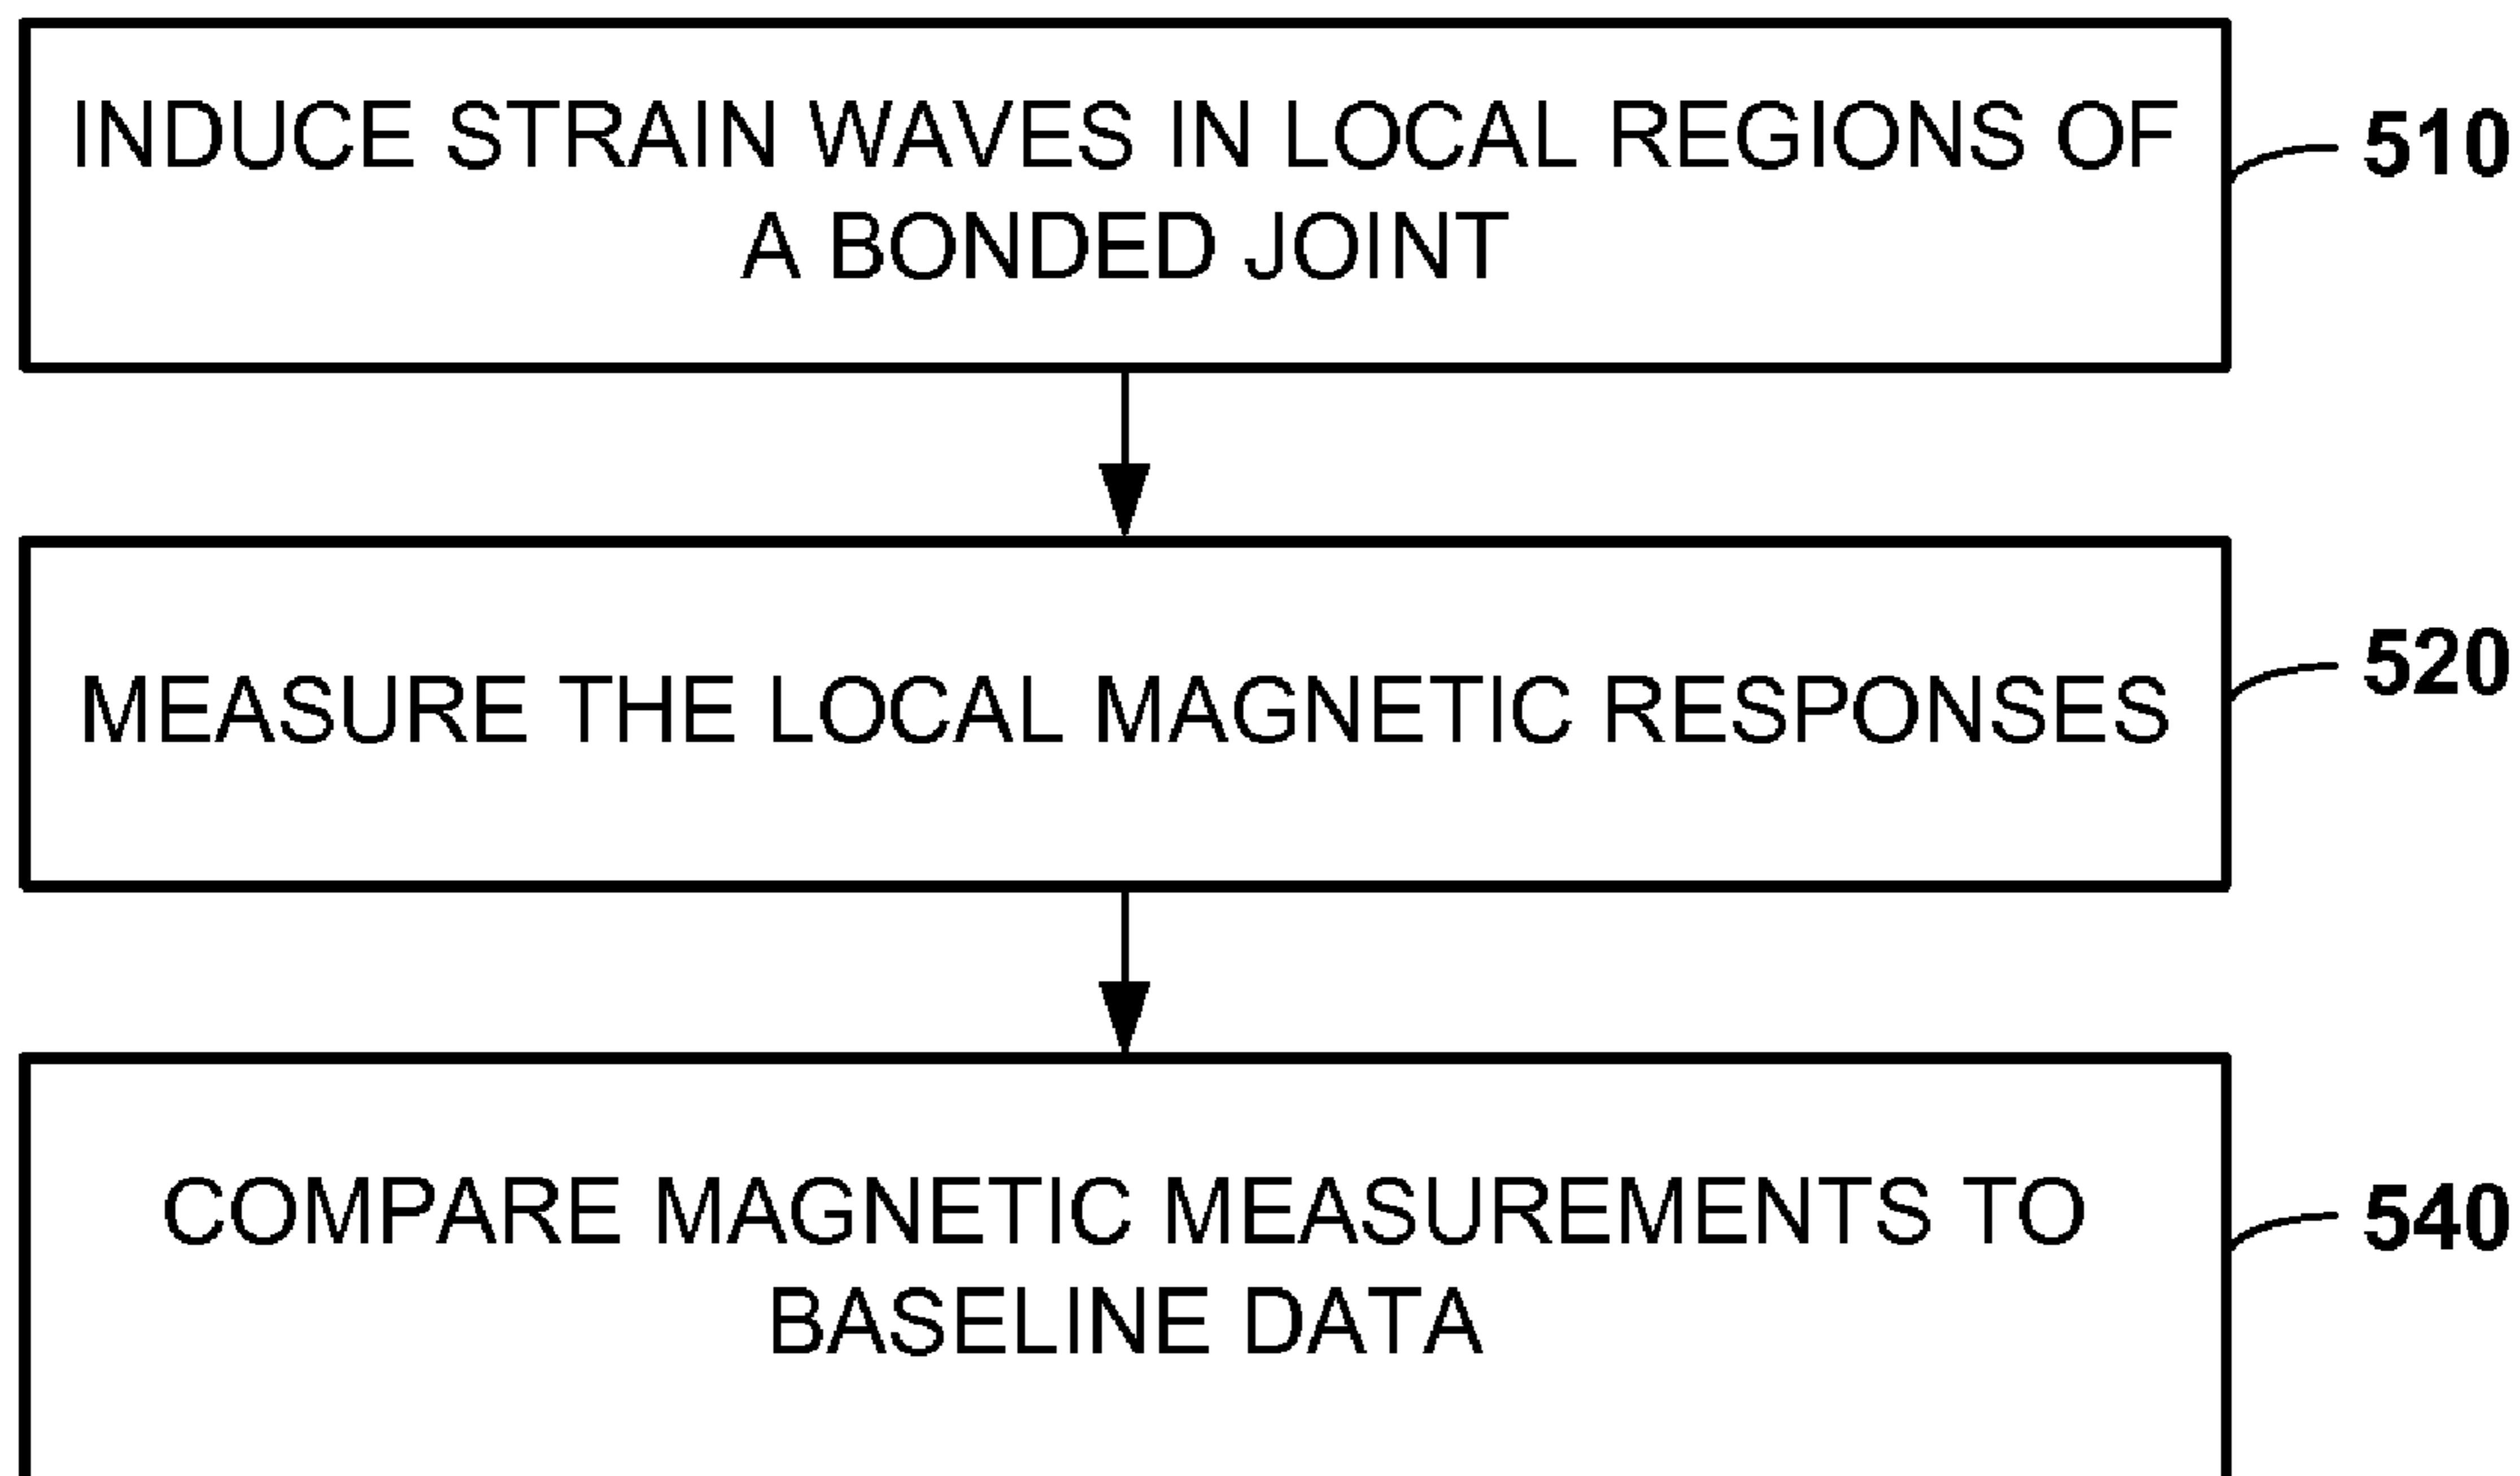 INDUCE STRAIN WAVES IN LOCAL REGIONS OF
A BONDED JOINT
510
MEASURE THE LOCAL MAGNETIC RESPONSES
520
COMPARE MAGNETIC MEASUREMENTS TO
BASELINE DATA
540